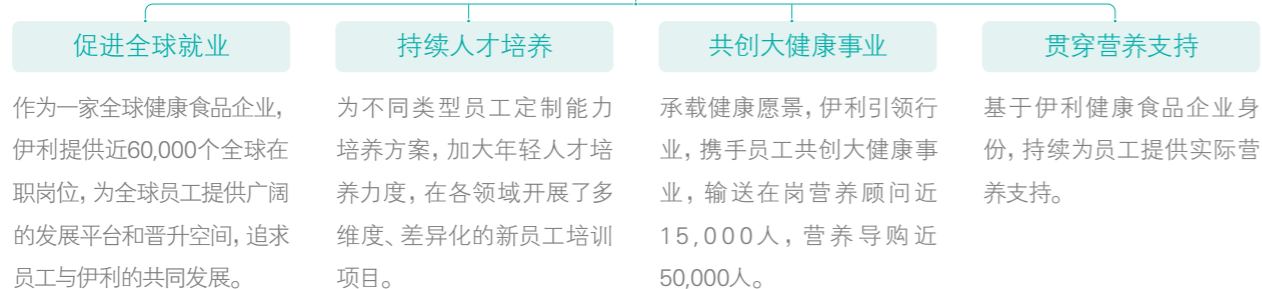 促进全球就业
作为一家全球健康食品企业，
伊利提供近60,000个全球在
职岗位，为全球员工提供广阔
的发展平台和晋升空间，追求
员工与伊利的共同发展。
持续人才培养
为不同类型员工定制能力
培养方案，加大年轻人才培
养力度，在各领域开展了多
维度、差异化的新员工培训
项目。
共创大健康事业
承载健康愿景，伊利引领行
业，携手员工共创大健康事
业，输送在岗营养顾问近
15,000人，营养导购近
50,000人。
贯穿营养支持
基于伊利健康食品企业身
份，持续为员工提供实际营
养支持。